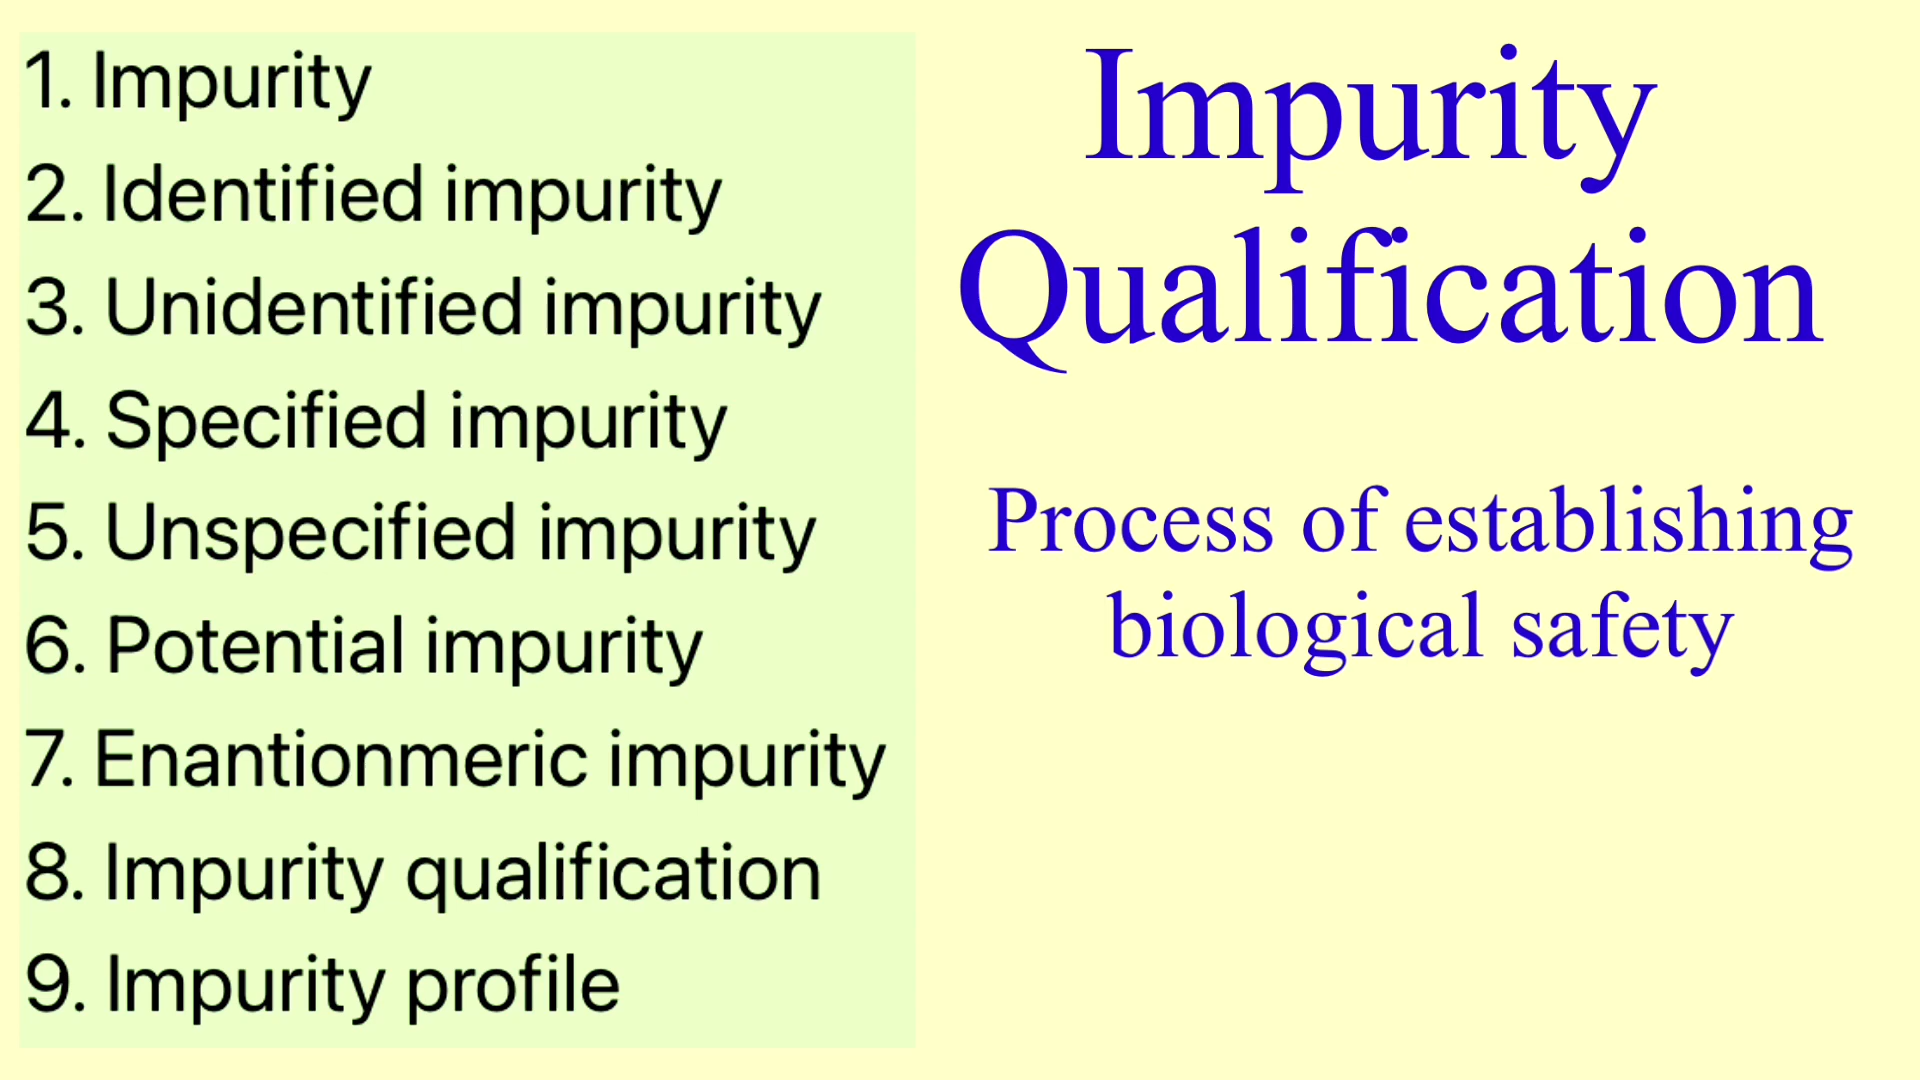 1. Impurity
2. Identified impurity
3. Unidentified impurity
4. Specified impurity
5. Unspecified impurity
6. Potential impurity
7. Enantionmeric impurity
8. Impurity qualification
9. Impurity profile
Impurity
Qualification
Process of establishing
biological safety